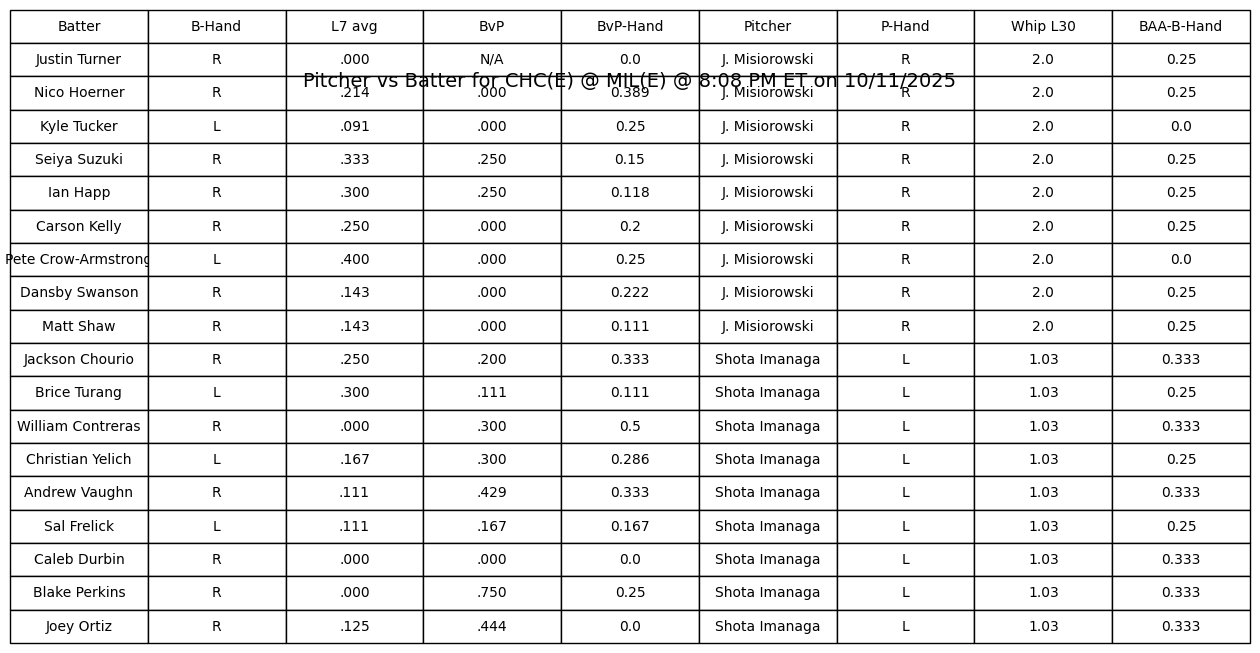 Batter B-Hand L7 avg BvP BvP-Hand Pitcher P-Hand Whip L30 BAA-B-Hand
Justin Turner R .000 N/A 0.0 J. Misiorowski R 2.0 0.25
Pitcher vs Batter for CHC(E) @ MIL(E) @ 8:08 PM ET on 10/11/2025
Nico Hoerner R .214 .000 0.389 J. Misiorowski R 2.0 0.25
Kyle Tucker L .091 .000 0.25 J. Misiorowski R 2.0 0.0
Seiya Suzuki R .333 .250 0.15 J. Misiorowski R 2.0 0.25
Ian Happ R .300 .250 0.118 J. Misiorowski R 2.0 0.25
Carson Kelly R .250 .000 0.2 J. Misiorowski R 2.0 0.25
Pete Crow-Armstrong L .400 .000 0.25 J. Misiorowski R 2.0 0.0
Dansby Swanson R .143 .000 0.222 J. Misiorowski R 2.0 0.25
Matt Shaw R .143 .000 0.111 J. Misiorowski R 2.0 0.25
Jackson Chourio R .250 .200 0.333 Shota Imanaga L 1.03 0.333
Brice Turang L .300 .111 0.111 Shota Imanaga L 1.03 0.25
William Contreras R .000 .300 0.5 Shota Imanaga L 1.03 0.333
Christian Yelich L .167 .300 0.286 Shota Imanaga L 1.03 0.25
Andrew Vaughn R .111 .429 0.333 Shota Imanaga L 1.03 0.333
Sal Frelick L .111 .167 0.167 Shota Imanaga L 1.03 0.25
Caleb Durbin R .000 .000 0.0 Shota Imanaga L 1.03 0.333
Blake Perkins R .000 .750 0.25 Shota Imanaga L 1.03 0.333
Joey Ortiz R .125 .444 0.0 Shota Imanaga L 1.03 0.333